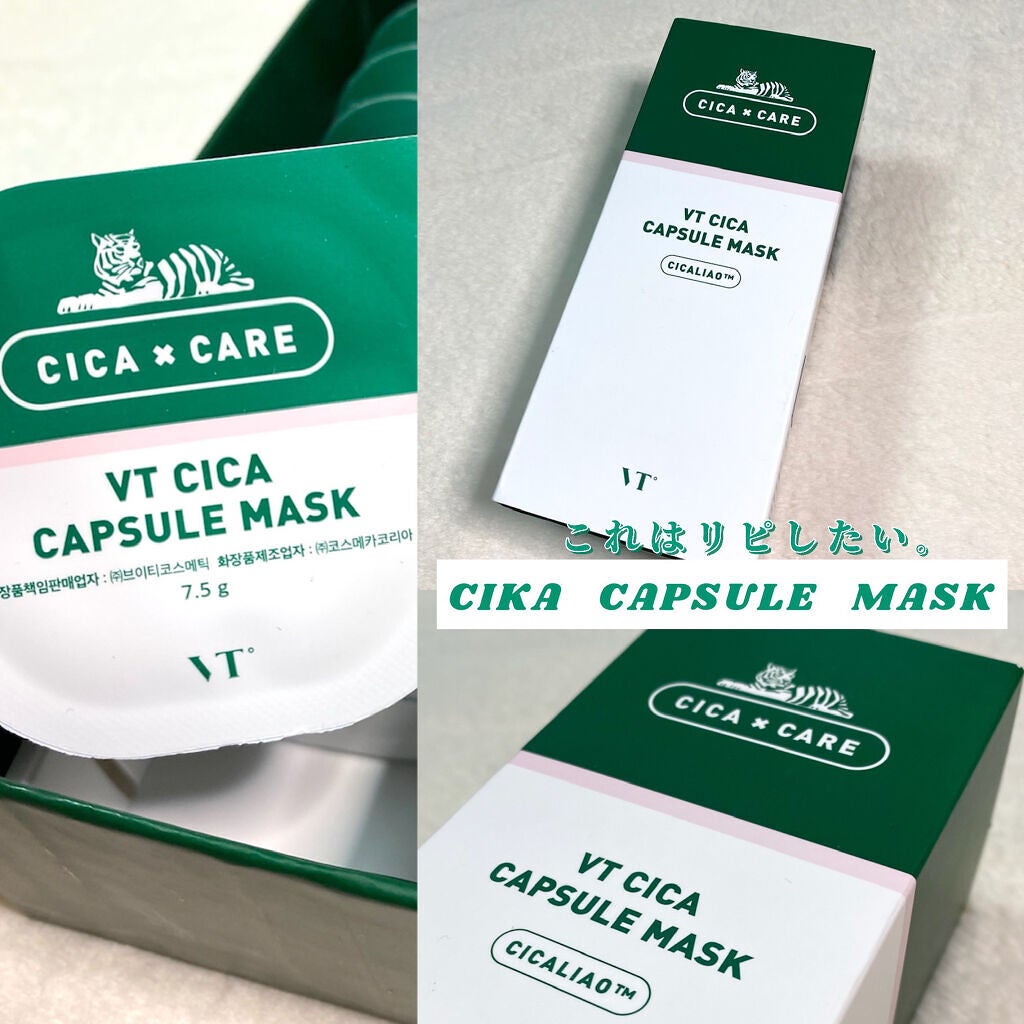 CICA × CARE
VT CICA
CAPSULE MASK
화장품책임판매업자 : ㈜브이티코스메틱 화장품제조업자 : ㈜코스메카코리아
7.5 g
VT
CICA × CARE
VT CICA
CAPSULE MASK
CICALIAO™
VT
これはリピしたい。
CIKA CAPSULE MASK
CICA × CARE
VT CICA
CAPSULE MASK
CICALIAO™